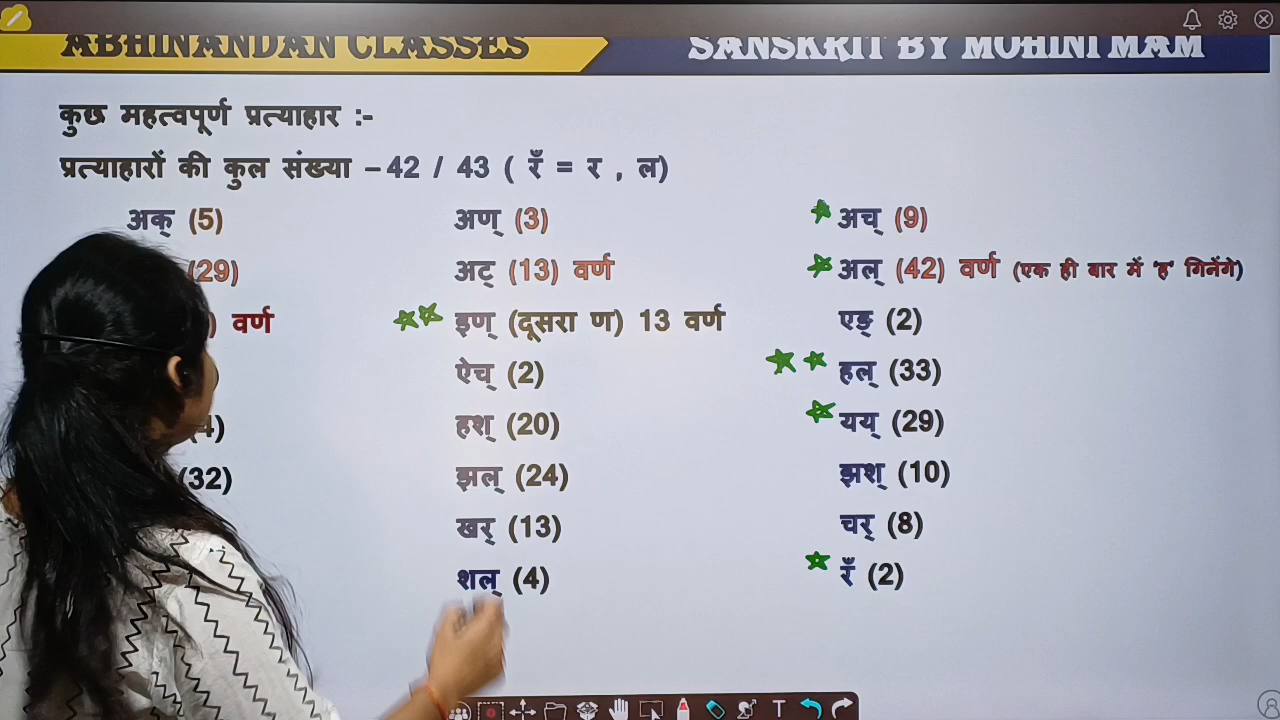 ABHINANDAN CLASSES
SANSKRIT BY MOHINI MAM
कुछ महत्वपूर्ण प्रत्याहार :-
प्रत्याहारों की कुल संख्या – 42 / 43 ( रँ = र , ल)
अक् (5) अण् (3) अच् (9)
(29) अट् (13) वर्ण अल् (42) वर्ण (एक ही बार में 'ह' गिनेंगे)
) वर्ण इण् (दूसरा ण) 13 वर्ण एङ् (2)
ऐच् (2) हल् (33)
(4) हश् (20) यय् (29)
(32) झल् (24) झश् (10)
खर् (13) चर् (8)
शल् (4) रँ (2)
T